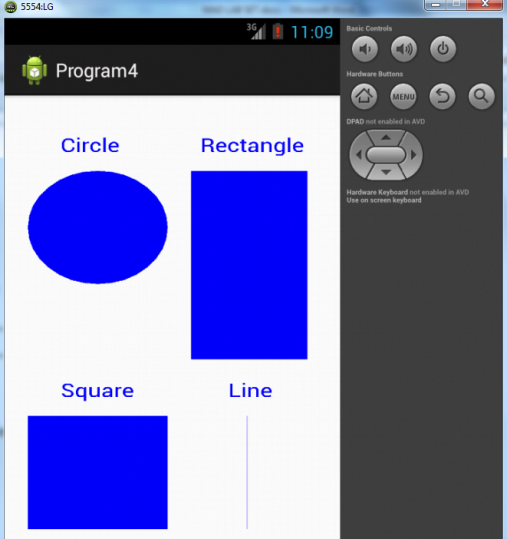 5554:LG
3G 11:09
Basic Controls
Program4
Hardware Buttons
MENU
DPAD not enabled in AVD
Hardware Keyboard not enabled in AVD
Use on screen keyboard
Circle Rectangle
Square Line